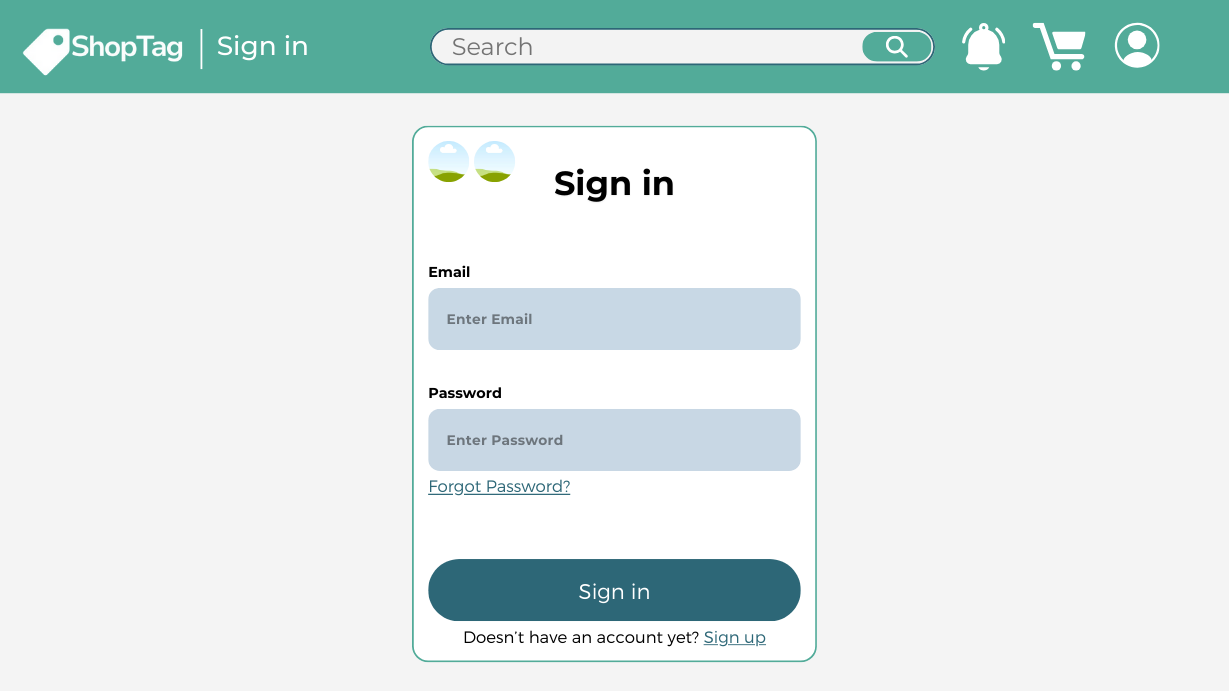 ShopTag | Sign in
Search
Sign in
Email
Enter Email
Password
Enter Password
Forgot Password?
Sign in
Doesn't have an account yet? Sign up